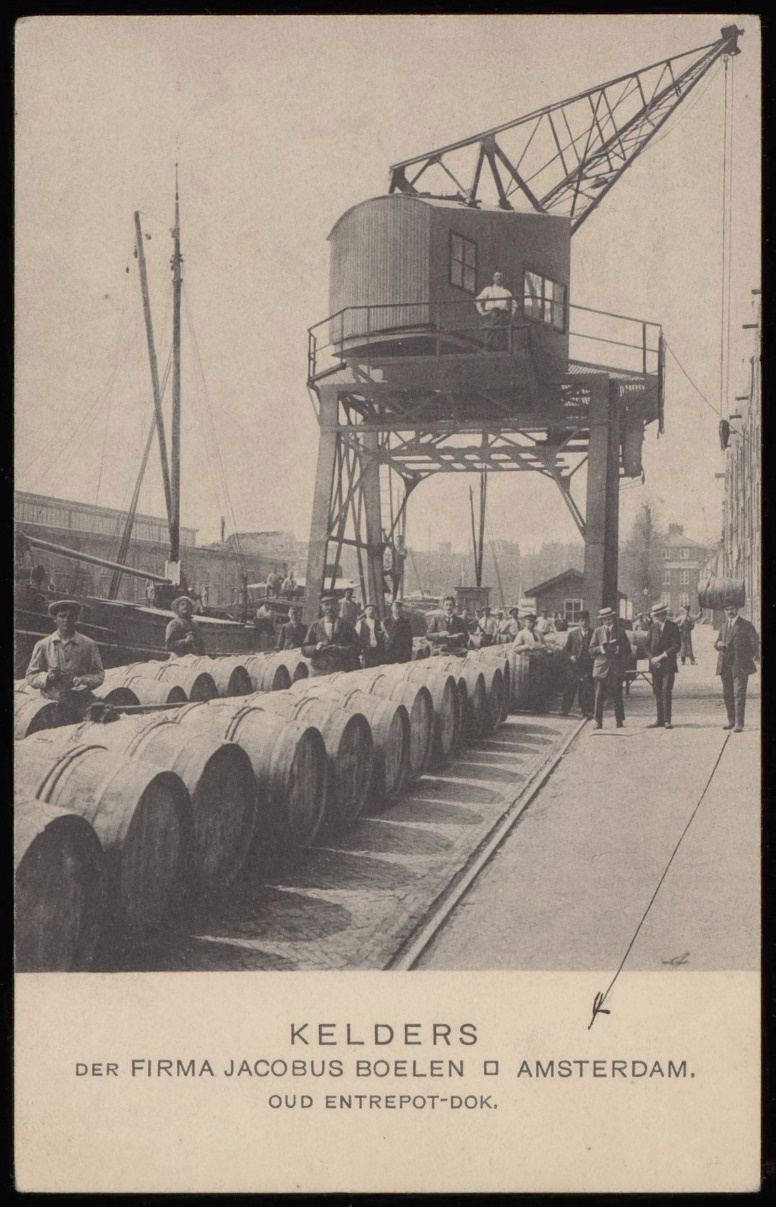 KELDERS
DER FIRMA JACOBUS BOELEN □ AMSTERDAM.
OUD ENTREPOT-DOK.